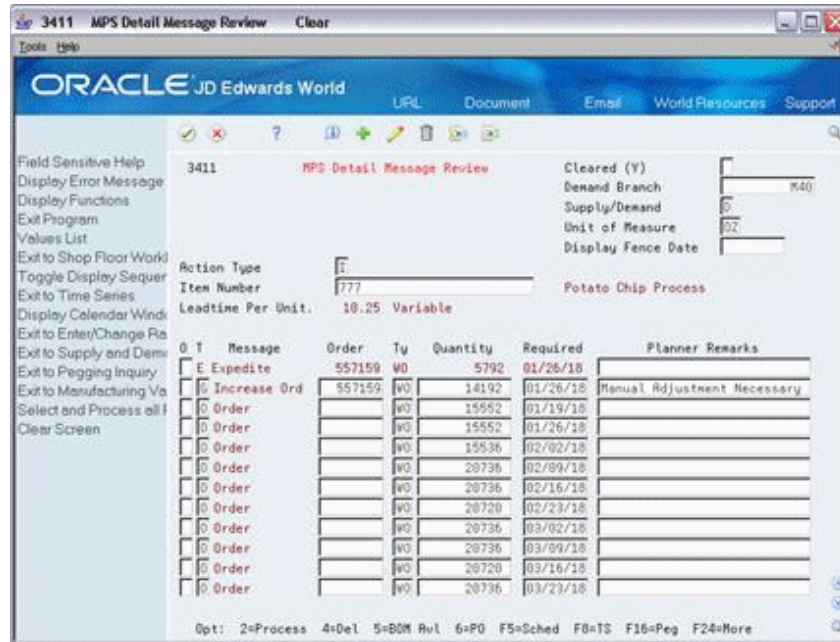 3411 MPS Detail Message Review Clear
Tools Help
ORACLE JD Edwards World
URL Document Email World Resources Support
Field Sensitive Help
Display Error Message
Display Functions
Exit Program
Values List
Exit to Shop Floor Workl
Toggle Display Sequer
Exit to Time Series
Display Calendar Wind
Exit to Enter/Change Ra
Exit to Supply and Dem
Exit to Pegging Inquiry
Exit to Manufacturing Va
Select and Process all
Clear Screen
3411 MPS Detail Message Review Cleared (Y)
Demand Branch M40
Supply/Demand
Unit of Measure OZ
Display Fence Date
Action Type I
Item Number 777 Potato Chip Process
Leadtime Per Unit. 10.25 Variable
O T Message Order Ty Quantity Required Planner Remarks
E Expedite 557159 WO 5792 01/26/18
G Increase Ord 557159 WO 14192 01/26/18 Manual Adjustment Necessary
O Order WO 15552 01/19/18
O Order WO 15552 01/26/18
O Order WO 15536 02/02/18
O Order WO 20736 02/09/18
O Order WO 20736 02/16/18
O Order WO 20720 02/23/18
O Order WO 20736 03/02/18
O Order WO 20736 03/09/18
O Order WO 20720 03/16/18
O Order WO 20736 03/23/18
Opt: 2=Process 4=Del 5=BOM Avl 6=PO F5=Sched F8=TS F16=Peg F24=More